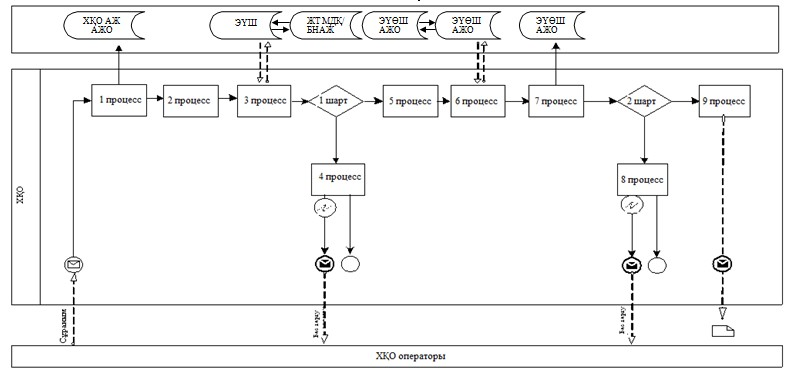 ХҚО АЖ
АЖО
ЭҮШ
ЖТ МДҚ/
БНАЖ
ЭҮӨШ
АЖО
ЭҮӨШ
АЖО
ЭҮӨШ
АЖО
1 процесс
2 процесс
3 процесс
1 шарт
5 процесс
6 процесс
7 процесс
2 шарт
9 процесс
4 процесс
8 процесс
ХҚО
Сұраным
Бас тарту
Бас тарту
ХҚО операторы